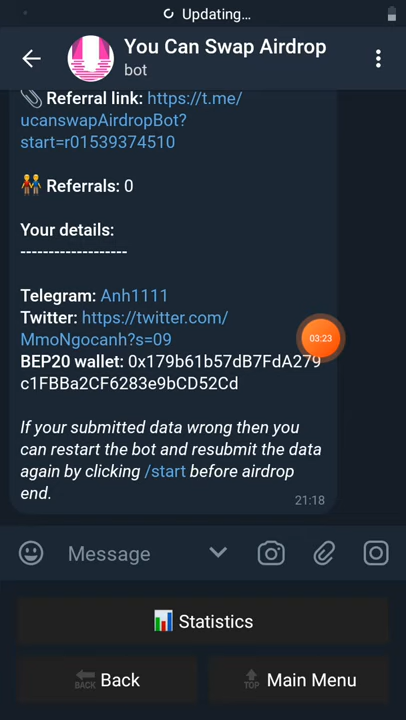 Updating...
You Can Swap Airdrop
bot
Referral link: https://t.me/
ucanswapAirdropBot?
start=r01539374510
Referrals: 0
Your details:
-------------------
Telegram: Anh1111
Twitter: https://twitter.com/
MmoNgocanh?s=09
03:23
BEP20 wallet: 0x179b61b57dB7FdA279
c1FBBa2CF6283e9bCD52Cd
If your submitted data wrong then you
can restart the bot and resubmit the data
again by clicking /start before airdrop
end.
21:18
Message
Statistics
BACK Back
TOP Main Menu